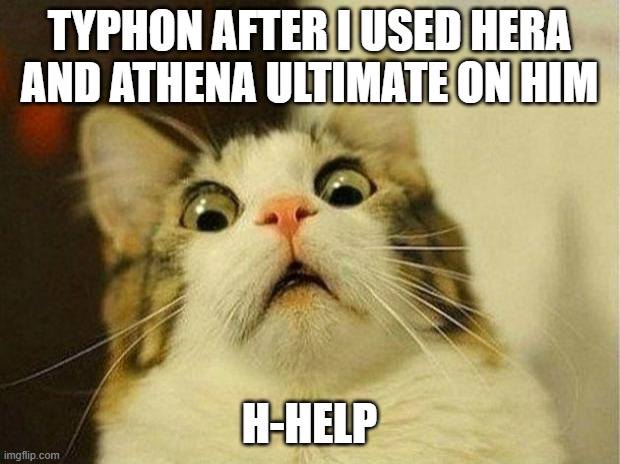 TYPHON AFTER I USED HERA
AND ATHENA ULTIMATE ON HIM
H-HELP
imgflip.com